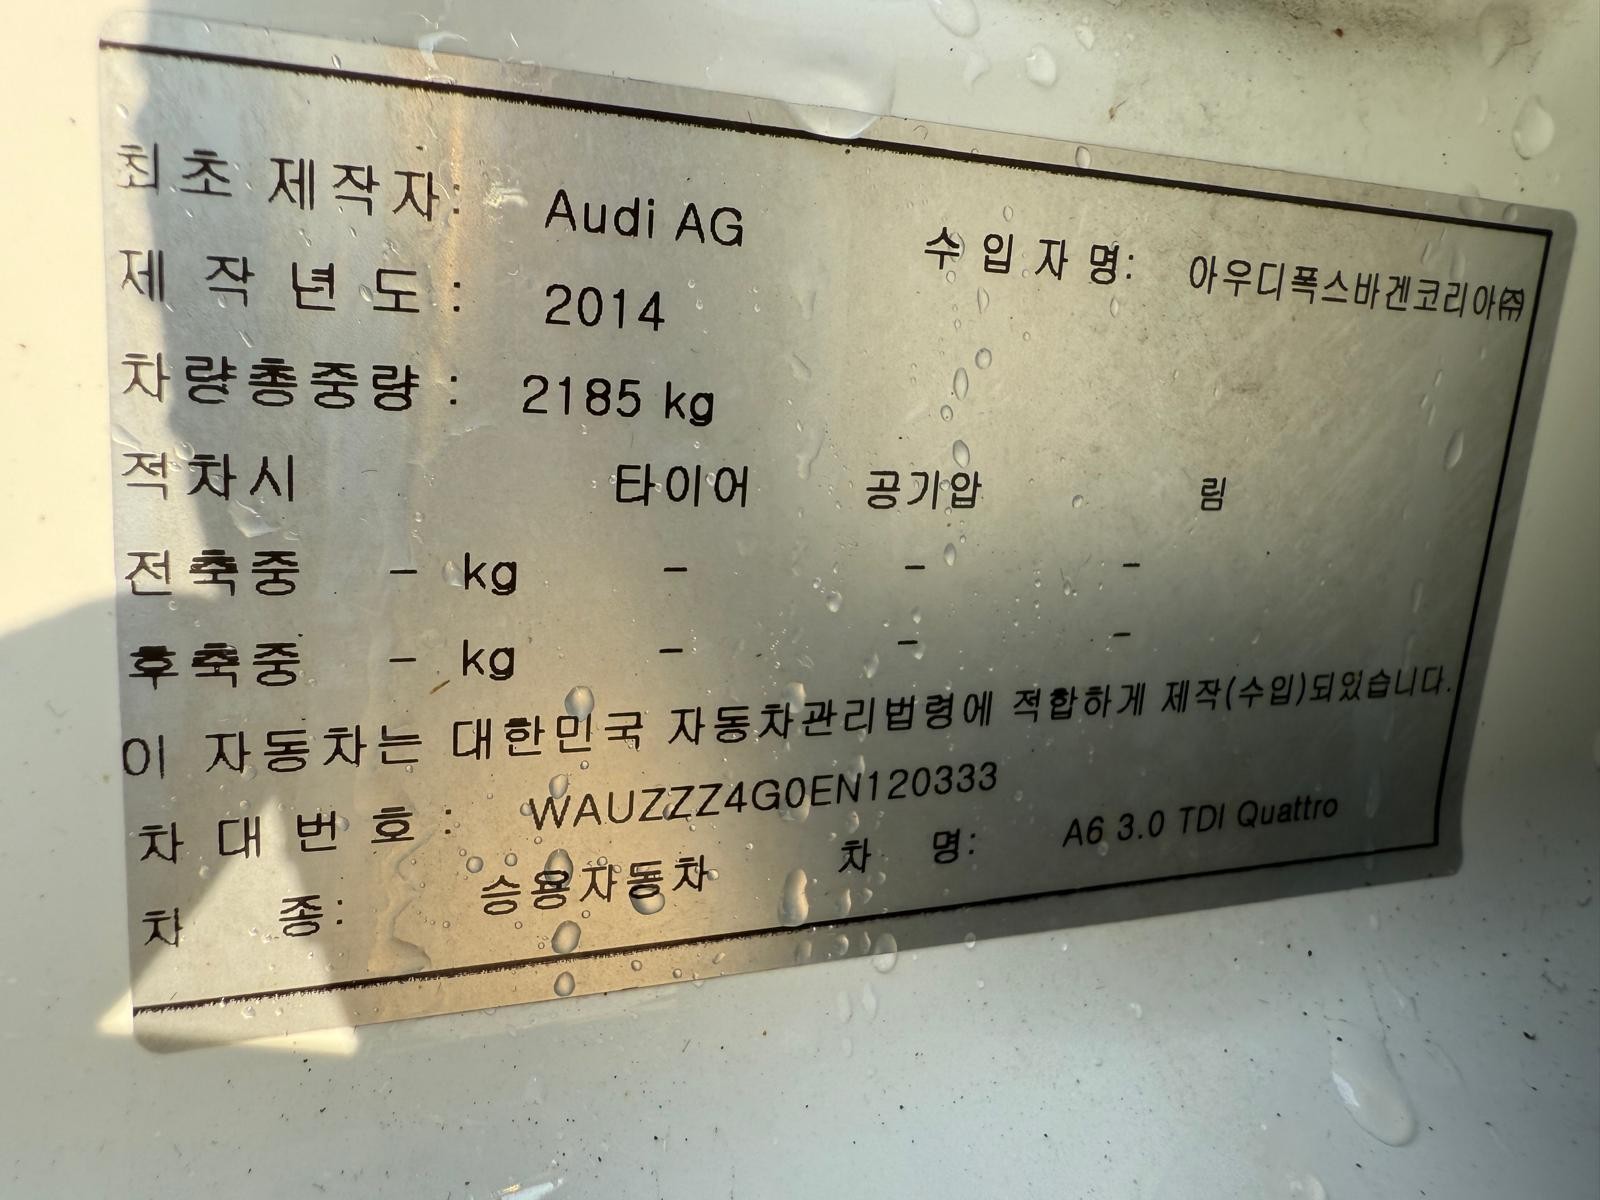 최초 제작자: Audi AG 수입자명: 아우디폭스바겐코리아㈜
제작년도: 2014
차량총중량: 2185 kg
적차시 타이어 공기압 림
전축중 - kg - - -
후축중 - kg - - -
이 자동차는 대한민국 자동차관리법령에 적합하게 제작(수입)되었습니다.
차대번호: WAUZZZ4G0EN120333
차 종: 승용자동차 차 명: A6 3.0 TDI Quattro